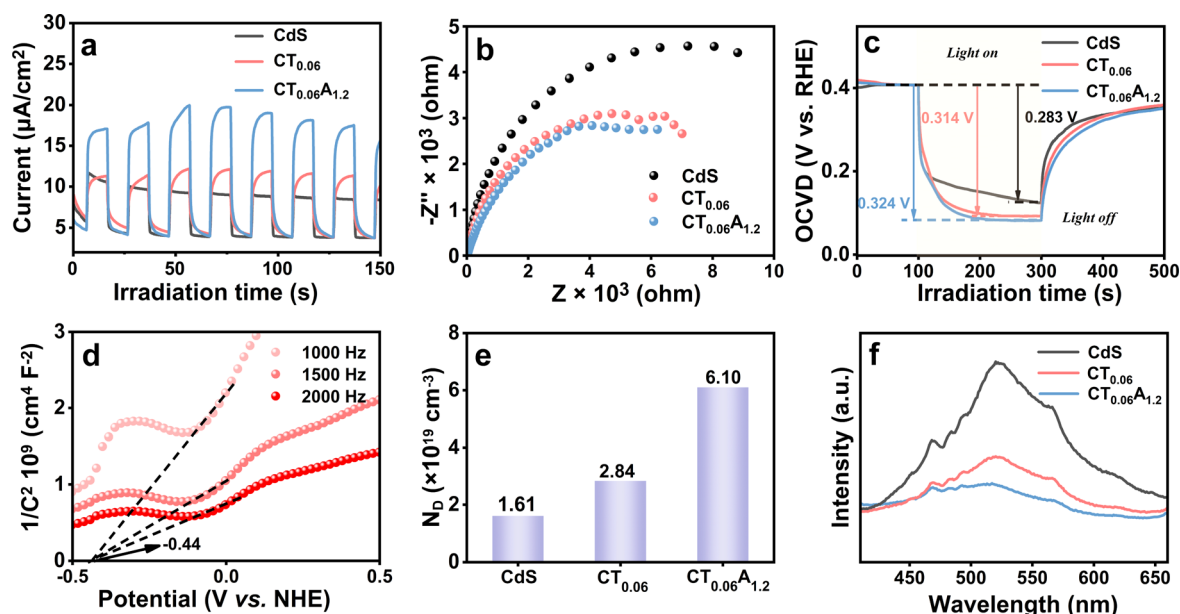 a
CdS
CT0.06
CT0.06A1.2
Current (μA/cm2)
25
20
15
10
5
0 50 100 150
Irradiation time (s)
b
CdS
CT0.06
CT0.06A1.2
-Z'' × 10³ (ohm)
5
4
3
2
1
0
0 2 4 6 8 10
Z × 10³ (ohm)
c
Light on
CdS
CT0.06
CT0.06A1.2
OCVD (V vs. RHE)
0.4
0.2
0.0
0.314 V
0.283 V
0.324 V
Light off
0 100 200 300 400 500
Irradiation time (s)
d
1000 Hz
1500 Hz
2000 Hz
1/C² 10⁹ (cm⁴ F⁻²)
3
2
1
0
-0.44
-0.5 0.0 0.5
Potential (V vs. NHE)
e
ND (×10¹⁹ cm⁻³)
8
6
4
2
0
1.61
2.84
6.10
CdS CT0.06 CT0.06A1.2
f
CdS
CT0.06
CT0.06A1.2
Intensity (a.u.)
450 500 550 600 650
Wavelength (nm)